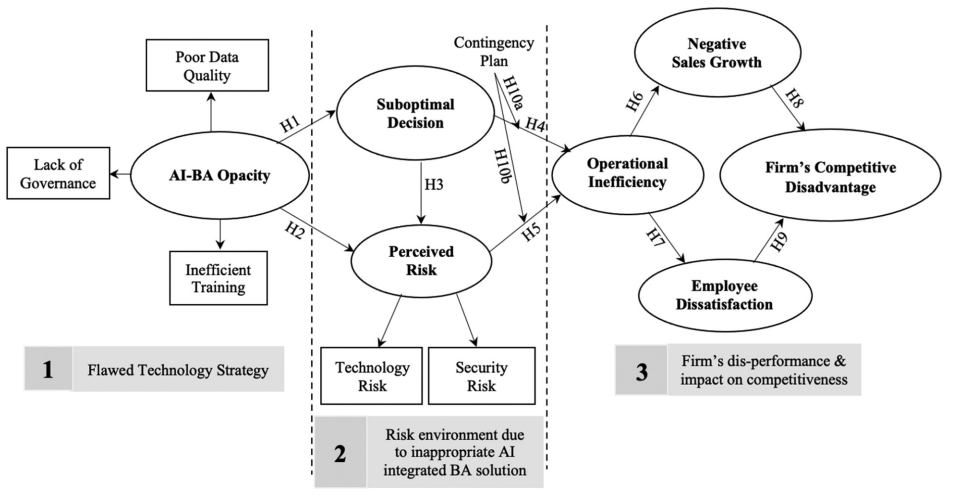 Poor Data
Quality
Lack of
Governance
AI-BA Opacity
Inefficient
Training
H1
H2
Suboptimal
Decision
H3
Perceived
Risk
Technology
Risk
Security
Risk
Contingency
Plan
H10a
H10b
H4
H5
Operational
Inefficiency
H6
H7
Negative
Sales Growth
Employee
Dissatisfaction
H8
H9
Firm's Competitive
Disadvantage
1
Flawed Technology Strategy
2
Risk environment due
to inappropriate AI
integrated BA solution
3
Firm's dis-performance &
impact on competitiveness